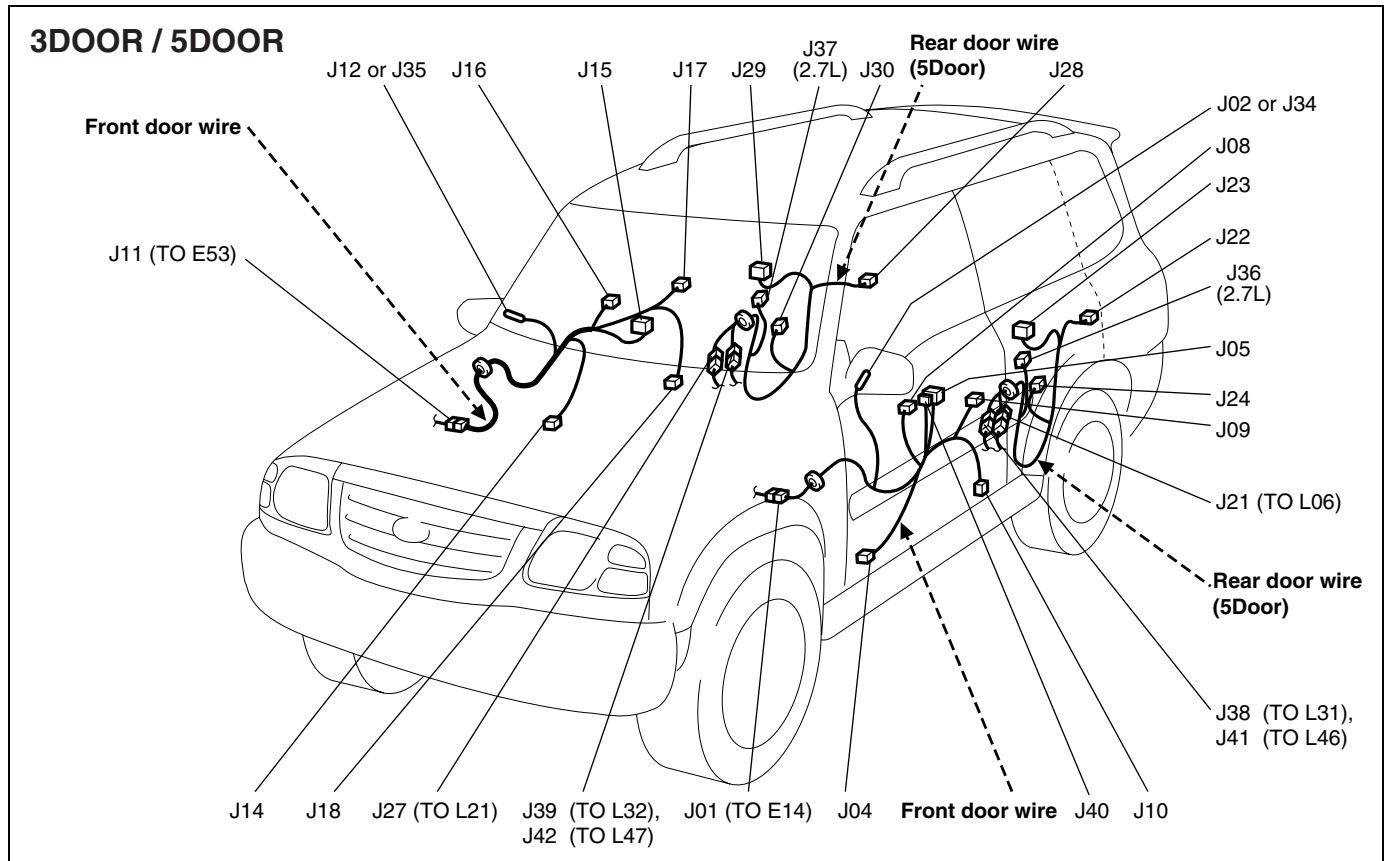 3DOOR / 5DOOR
J12 or J35
J16
J15
J17
J29
J37
(2.7L)
J30
Rear door wire
(5Door)
J28
Front door wire
J02 or J34
J08
J23
J11 (TO E53)
J22
J36
(2.7L)
J05
J24
J09
J21 (TO L06)
Rear door wire
(5Door)
J38 (TO L31),
J41 (TO L46)
J14
J18
J27 (TO L21)
J39 (TO L32),
J42 (TO L47)
J01 (TO E14)
J04
Front door wire
J40
J10